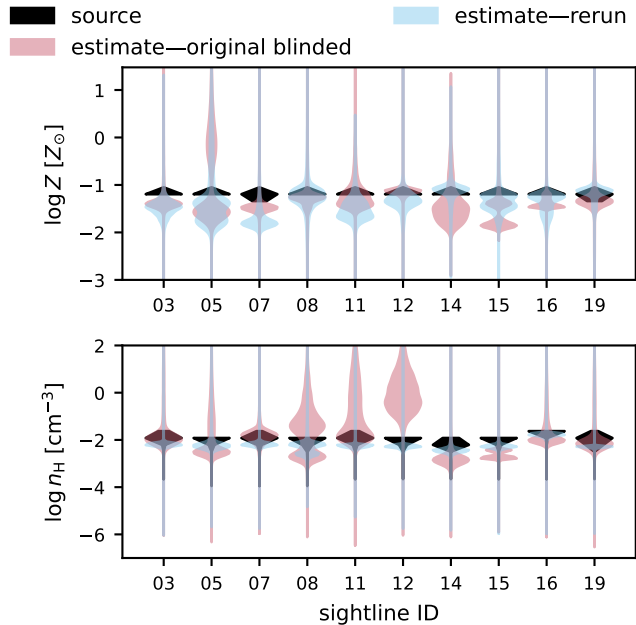 source
estimate—rerun
estimate—original blinded
log Z [Z⊙]
1
0
−1
−2
−3
03 05 07 08 11 12 14 15 16 19
log nH [cm−3]
2
0
−2
−4
−6
03 05 07 08 11 12 14 15 16 19
sightline ID